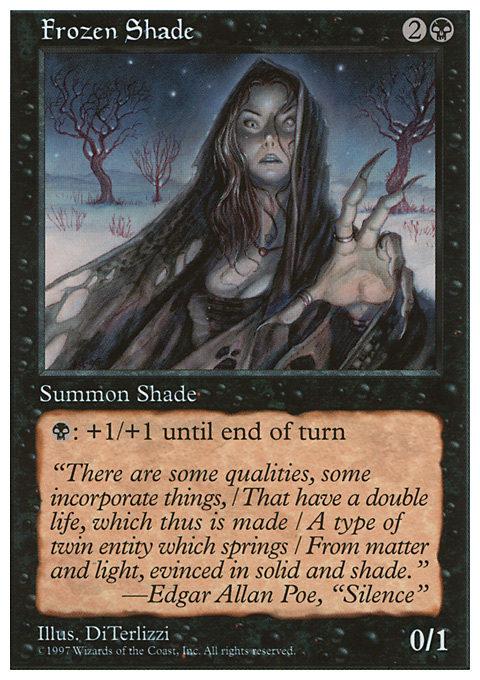 Frozen Shade 2
Summon Shade
: +1/+1 until end of turn
“There are some qualities, some
incorporate things, / That have a double
life, which thus is made / A type of
twin entity which springs / From matter
and light, evinced in solid and shade.”
—Edgar Allan Poe, “Silence”
Illus. DiTerlizzi
0/1
©1997 Wizards of the Coast, Inc. All rights reserved.